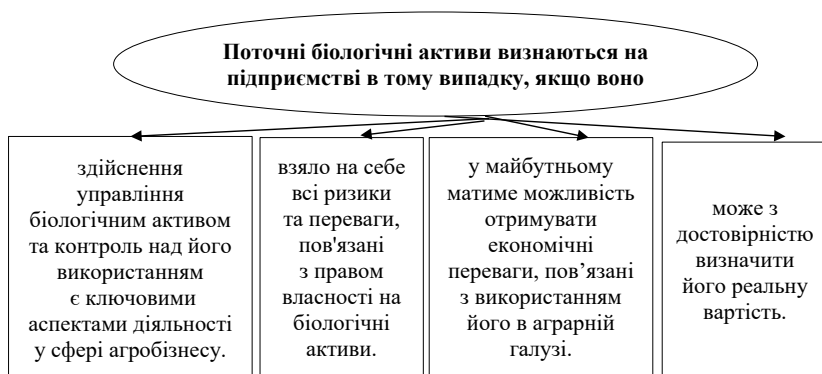 Поточні біологічні активи визнаються на
підприємстві в тому випадку, якщо воно
здійснення
управління
біологічним активом
та контроль над його
використанням
є ключовими
аспектами діяльності
у сфері агробізнесу.
взяло на себе
всі ризики
та переваги,
пов'язані
з правом
власності на
біологічні
активи.
у майбутньому
матиме можливість
отримувати
економічні
переваги, пов’язані
з використанням
його в аграрній
галузі.
може з
достовірністю
визначити
його реальну
вартість.